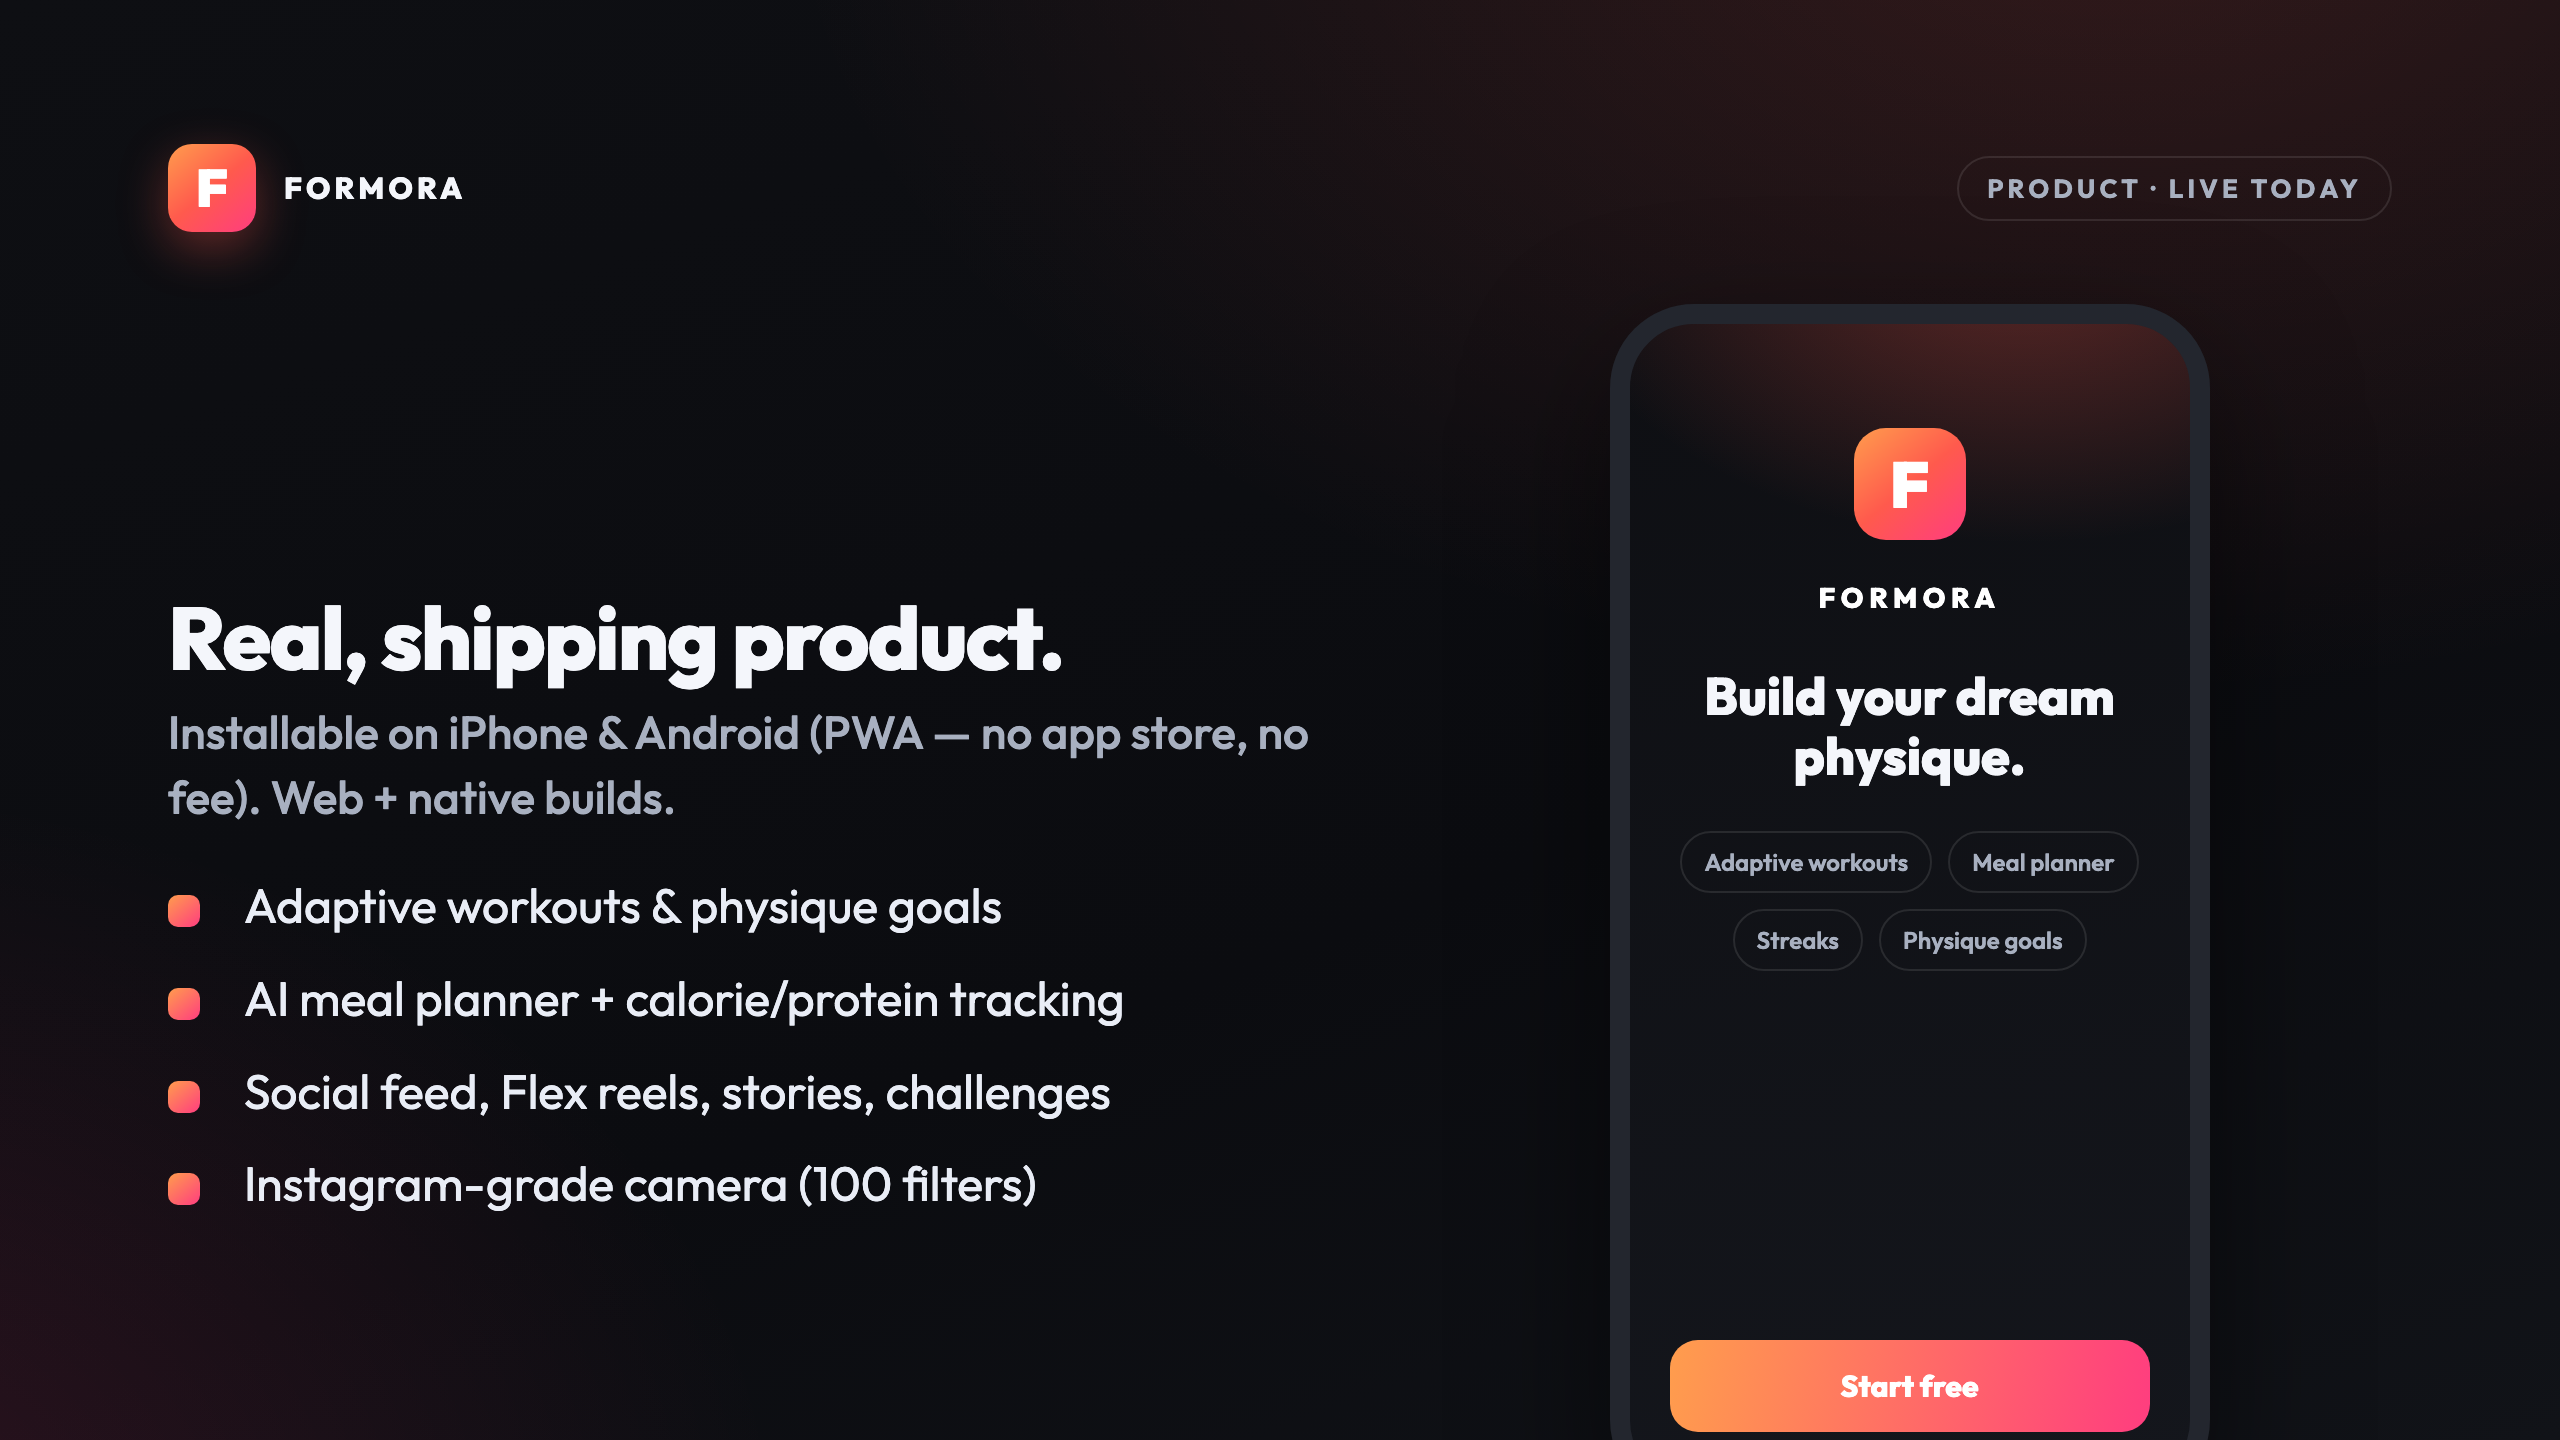 F FORMORA
PRODUCT · LIVE TODAY
Real, shipping product.
Installable on iPhone & Android (PWA — no app store, no
fee). Web + native builds.
Adaptive workouts & physique goals
AI meal planner + calorie/protein tracking
Social feed, Flex reels, stories, challenges
Instagram-grade camera (100 filters)
F
FORMORA
Build your dream
physique.
Adaptive workouts Meal planner
Streaks Physique goals
Start free